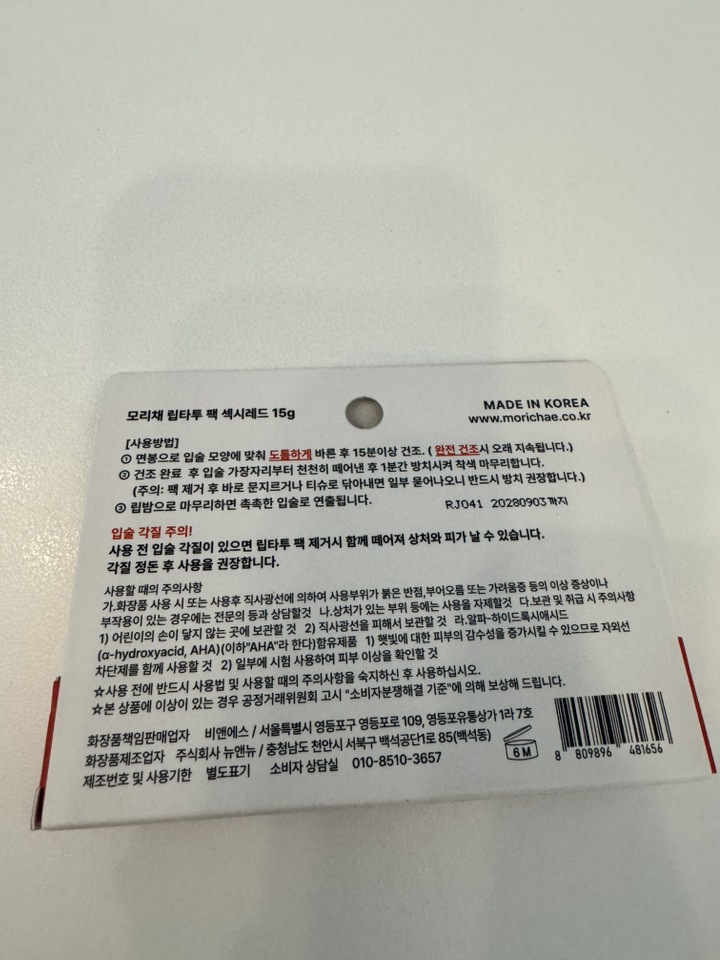 모리채 립타투 팩 섹시레드 15g
MADE IN KOREA
www.morichae.co.kr
[사용방법]
① 면봉으로 입술 모양에 맞춰 도톰하게 바른 후 15분이상 건조. ( 완전 건조시 오래 지속됩니다.)
② 건조 완료 후 입술 가장자리부터 천천히 떼어낸 후 1분간 방치시켜 착색 마무리합니다.
(주의: 팩 제거 후 바로 문지르거나 티슈로 닦아내면 일부 묻어나오니 반드시 방치 권장합니다.)
③ 립밤으로 마무리하면 촉촉한 입술로 연출됩니다.
RJ041 20280903까지
입술 각질 주의!
사용 전 입술 각질이 있으면 립타투 팩 제거시 함께 떼어져 상처와 피가 날 수 있습니다.
각질 정돈 후 사용을 권장합니다.
사용할 때의 주의사항
가.화장품 사용 시 또는 사용후 직사광선에 의하여 사용부위가 붉은 반점,부어오름 또는 가려움증 등의 이상 증상이나
부작용이 있는 경우에는 전문의 등과 상담할것 나.상처가 있는 부위 등에는 사용을 자제할것 다.보관 및 취급 시 주의사항
1) 어린이의 손이 닿지 않는 곳에 보관할 것 2) 직사광선을 피해서 보관할 것 라.알파-하이드록시애시드
(α-hydroxyacid, AHA)(이하"AHA"라 한다)함유제품 1) 햇빛에 대한 피부의 감수성을 증가시킬 수 있으므로 자외선
차단제를 함께 사용할 것 2) 일부에 시험 사용하여 피부 이상을 확인할 것
☆사용 전에 반드시 사용법 및 사용할 때의 주의사항을 숙지하신 후 사용하십시오.
☆본 상품에 이상이 있는 경우 공정거래위원회 고시 "소비자분쟁해결 기준"에 의해 보상해 드립니다.
화장품책임판매업자 비앤에스 / 서울특별시 영등포구 영등포로 109, 영등포유통상가 1라 7호
화장품제조업자 주식회사 뉴앤뉴 / 충청남도 천안시 서북구 백석공단1로 85(백석동)
제조번호 및 사용기한 별도표기 소비자 상담실 010-8510-3657
6 M
8 809896 481656